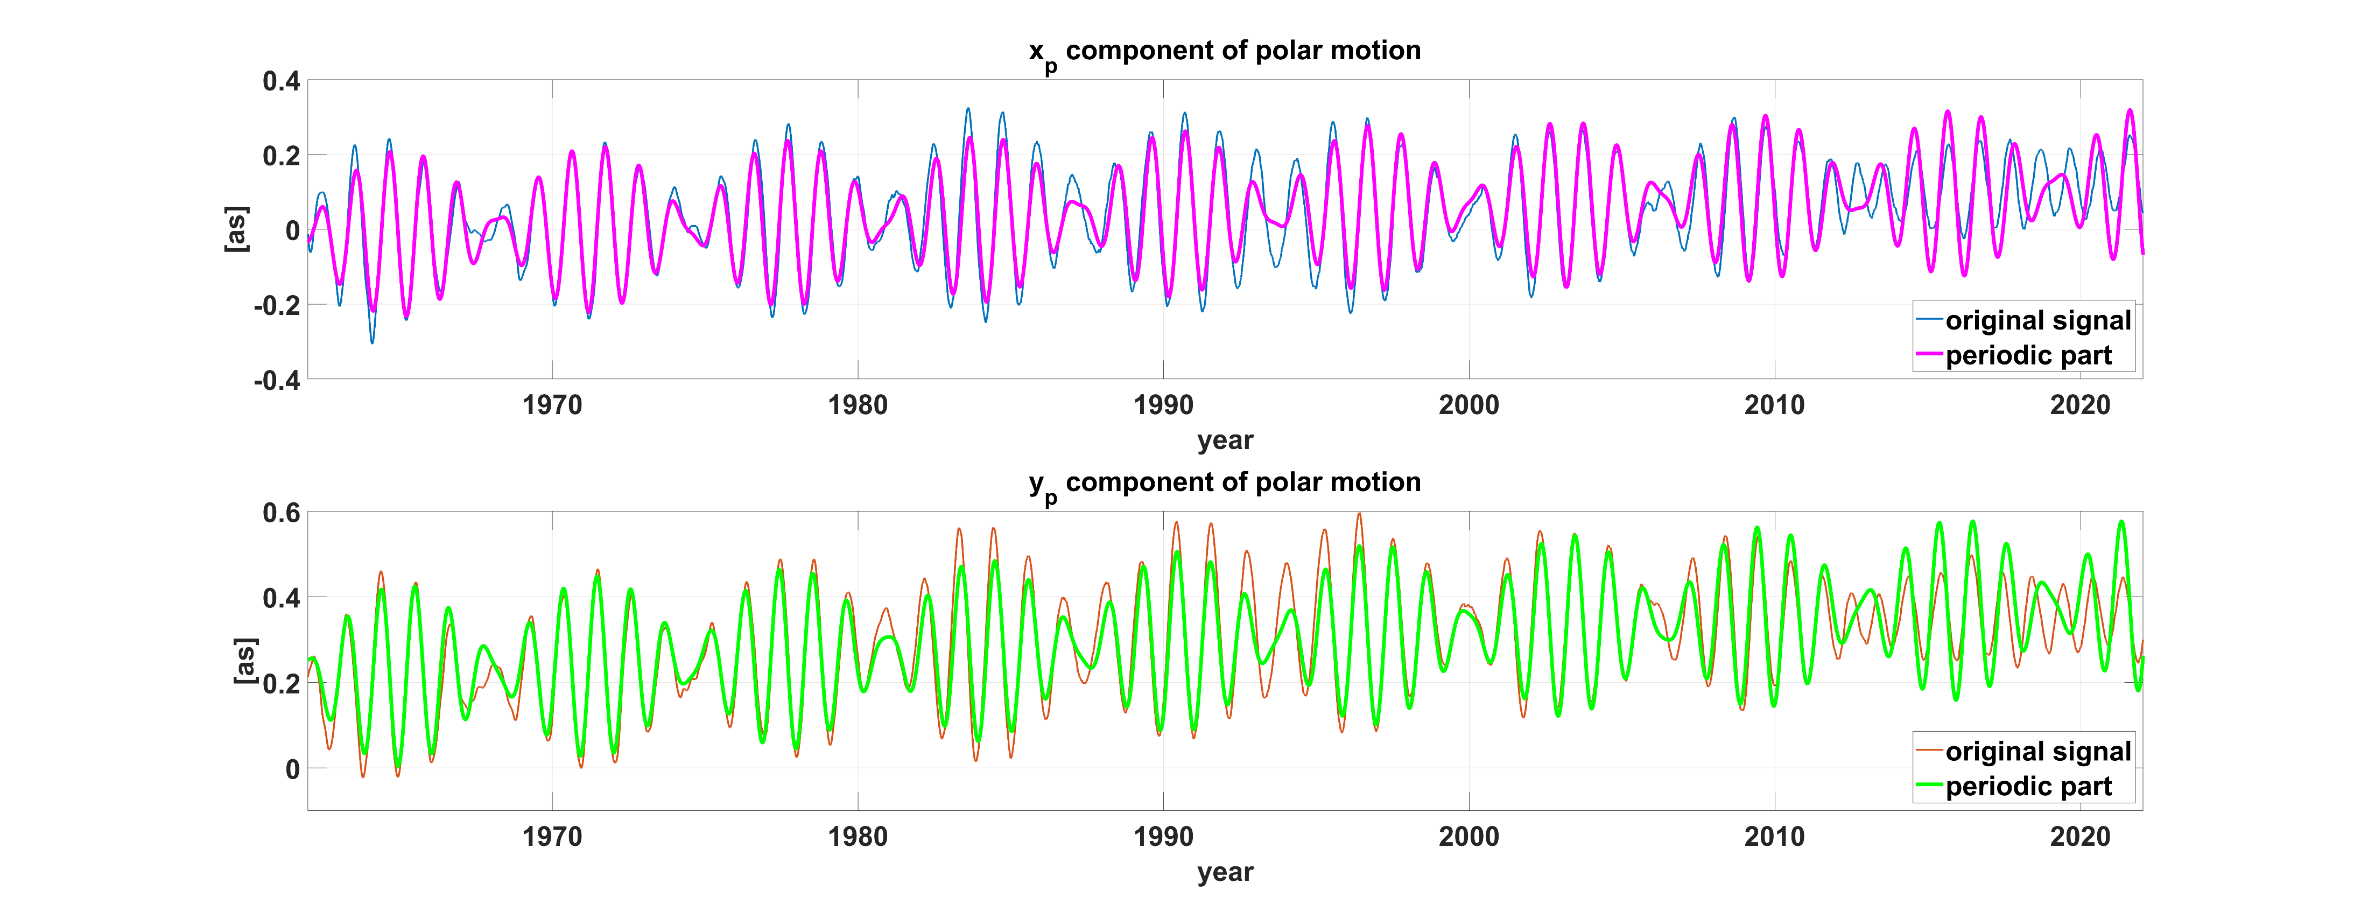 xp component of polar motion
0.4
0.2
0
-0.2
-0.4
[as]
original signal
periodic part
1970 1980 1990 2000 2010 2020
year
yp component of polar motion
0.6
0.4
0.2
0
[as]
original signal
periodic part
1970 1980 1990 2000 2010 2020
year